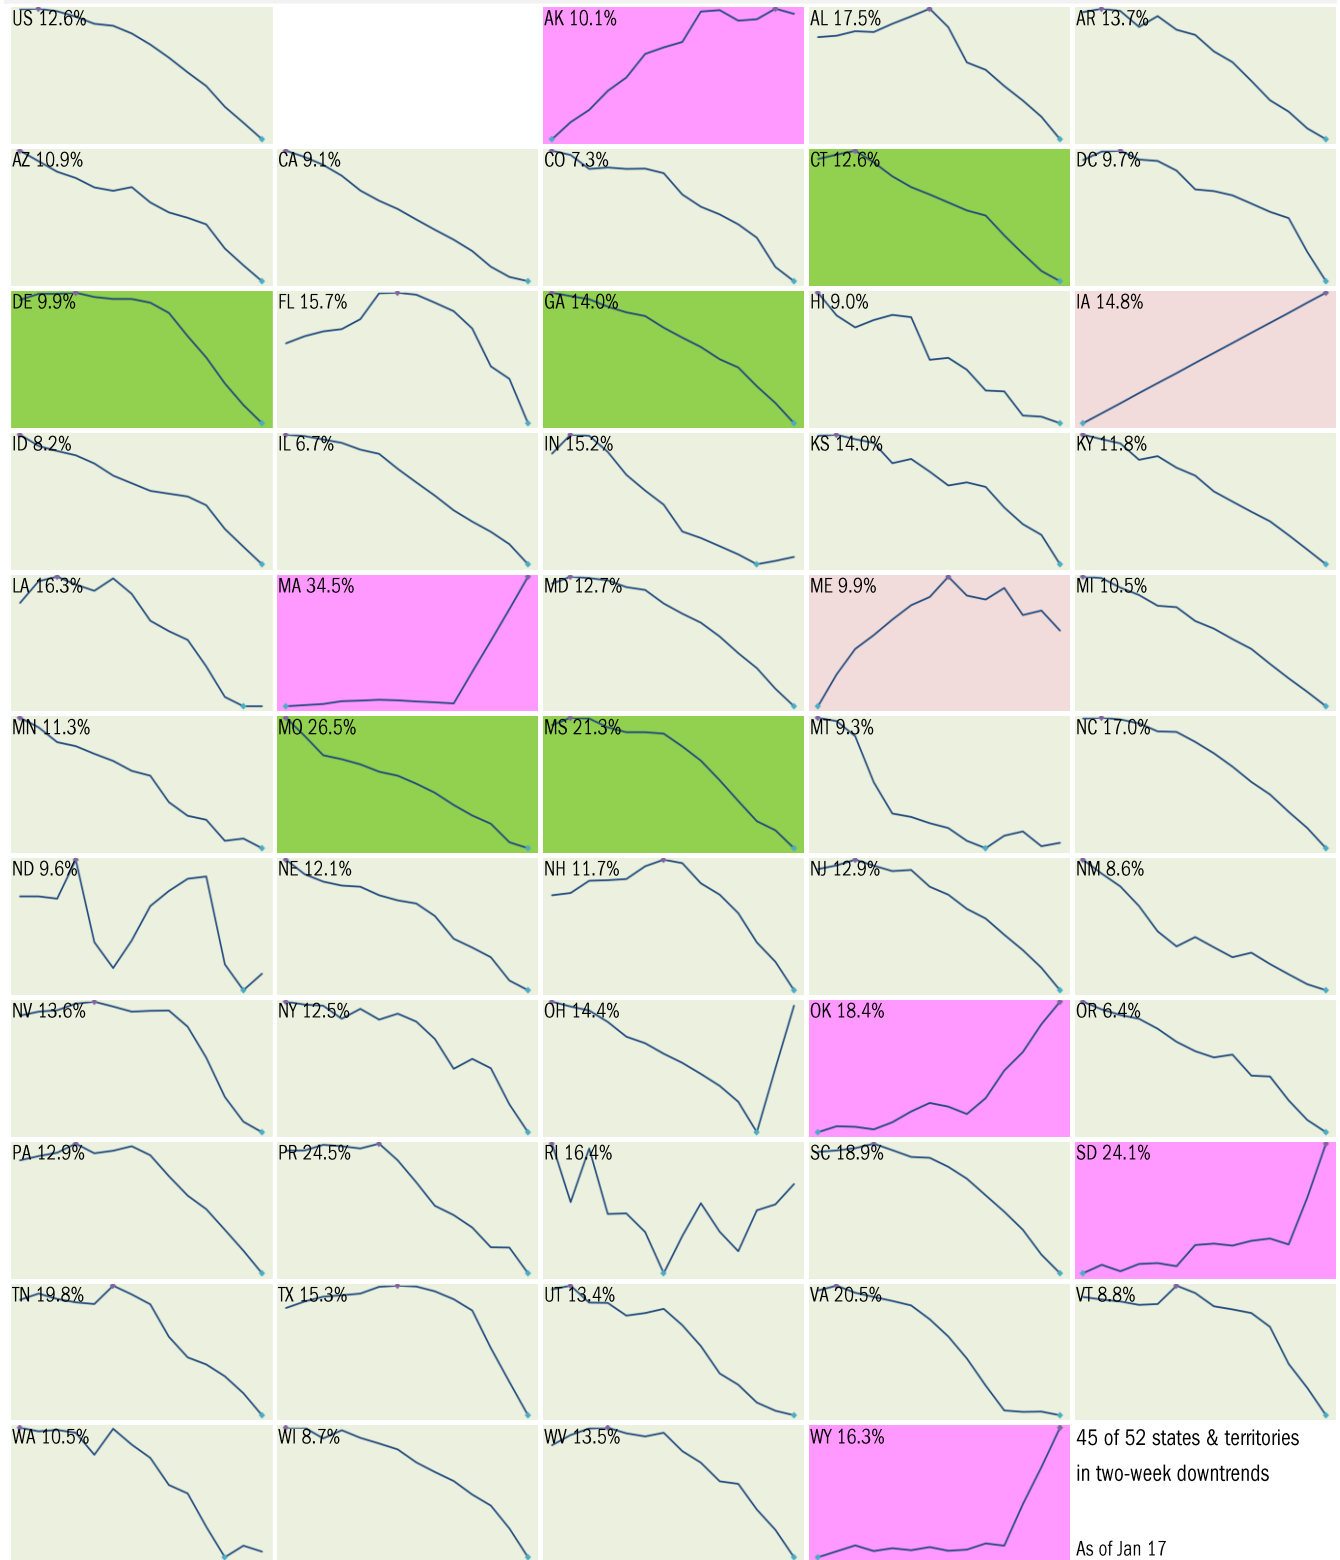 US 12.6%
AK 10.1%
AL 17.5%
AR 13.7%
AZ 10.9%
CA 9.1%
CO 7.3%
CT 12.6%
DC 9.7%
DE 9.9%
FL 15.7%
GA 14.0%
HI 9.0%
IA 14.8%
ID 8.2%
IL 6.7%
IN 15.2%
KS 14.0%
KY 11.8%
LA 16.3%
MA 34.5%
MD 12.7%
ME 9.9%
MI 10.5%
MN 11.3%
MO 26.5%
MS 21.3%
MT 9.3%
NC 17.0%
ND 9.6%
NE 12.1%
NH 11.7%
NJ 12.9%
NM 8.6%
NV 13.6%
NY 12.5%
OH 14.4%
OK 18.4%
OR 6.4%
PA 12.9%
PR 24.5%
RI 16.4%
SC 18.9%
SD 24.1%
TN 19.8%
TX 15.3%
UT 13.4%
VA 20.5%
VT 8.8%
WA 10.5%
WI 8.7%
WV 13.5%
WY 16.3%
45 of 52 states & territories
in two-week downtrends
As of Jan 17